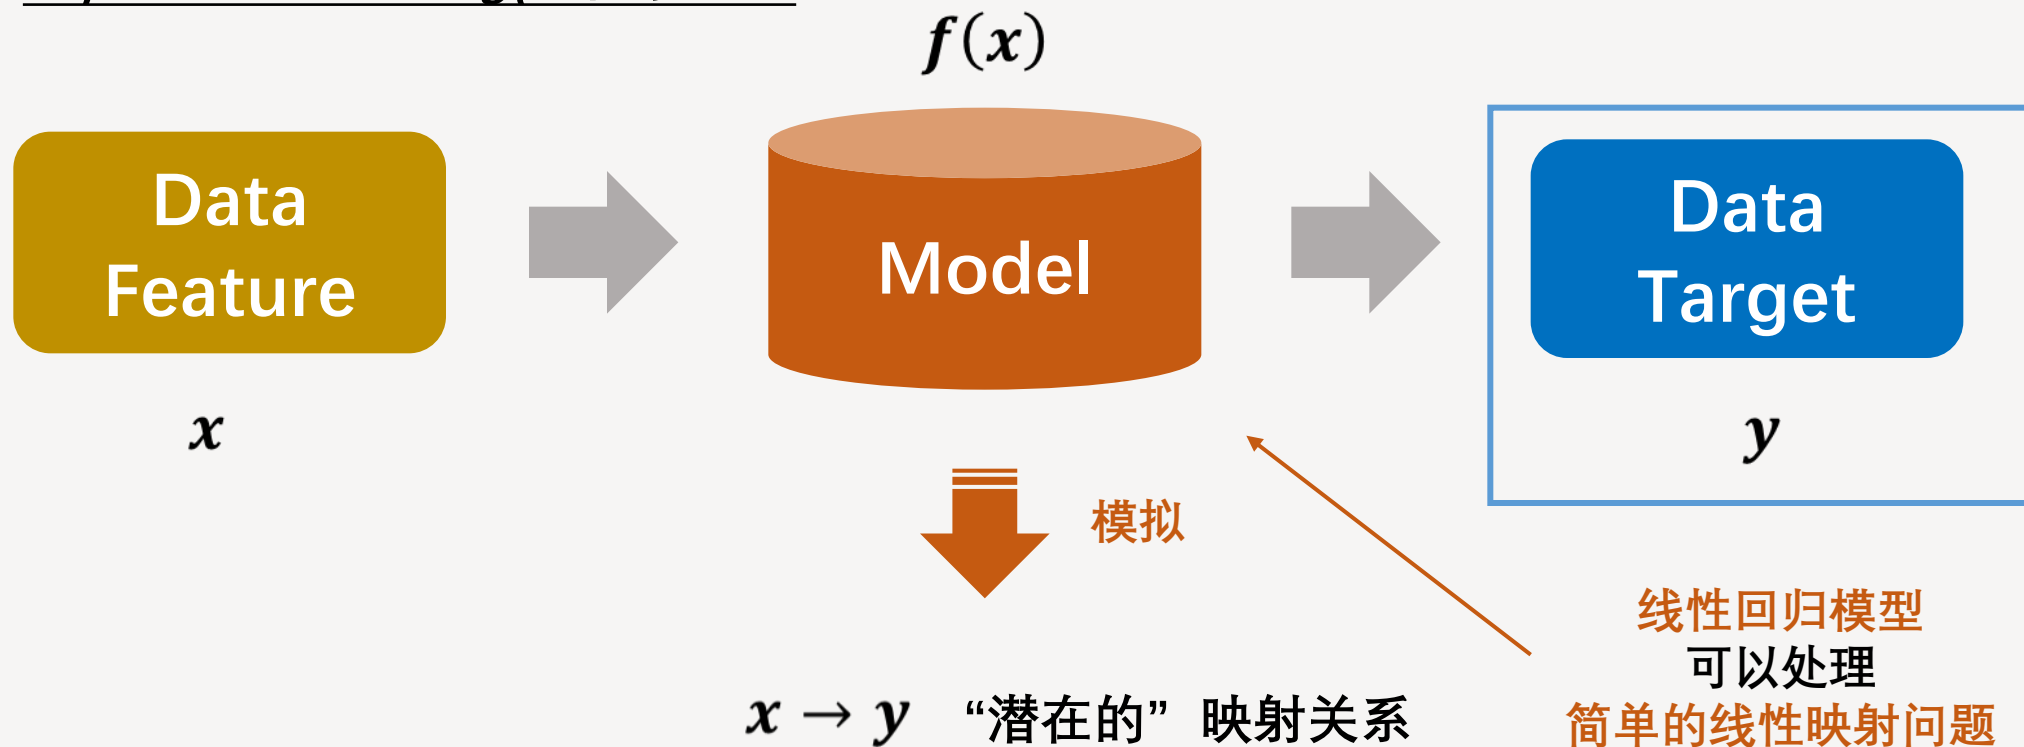 f(x)
Data
Feature
Model
Data
Target
x
y
模拟
线性回归模型
可以处理
简单的线性映射问题
x → y “潜在的” 映射关系